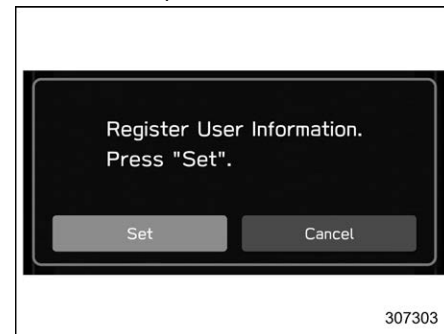 Register User Information.
Press "Set".
Set
Cancel
307303